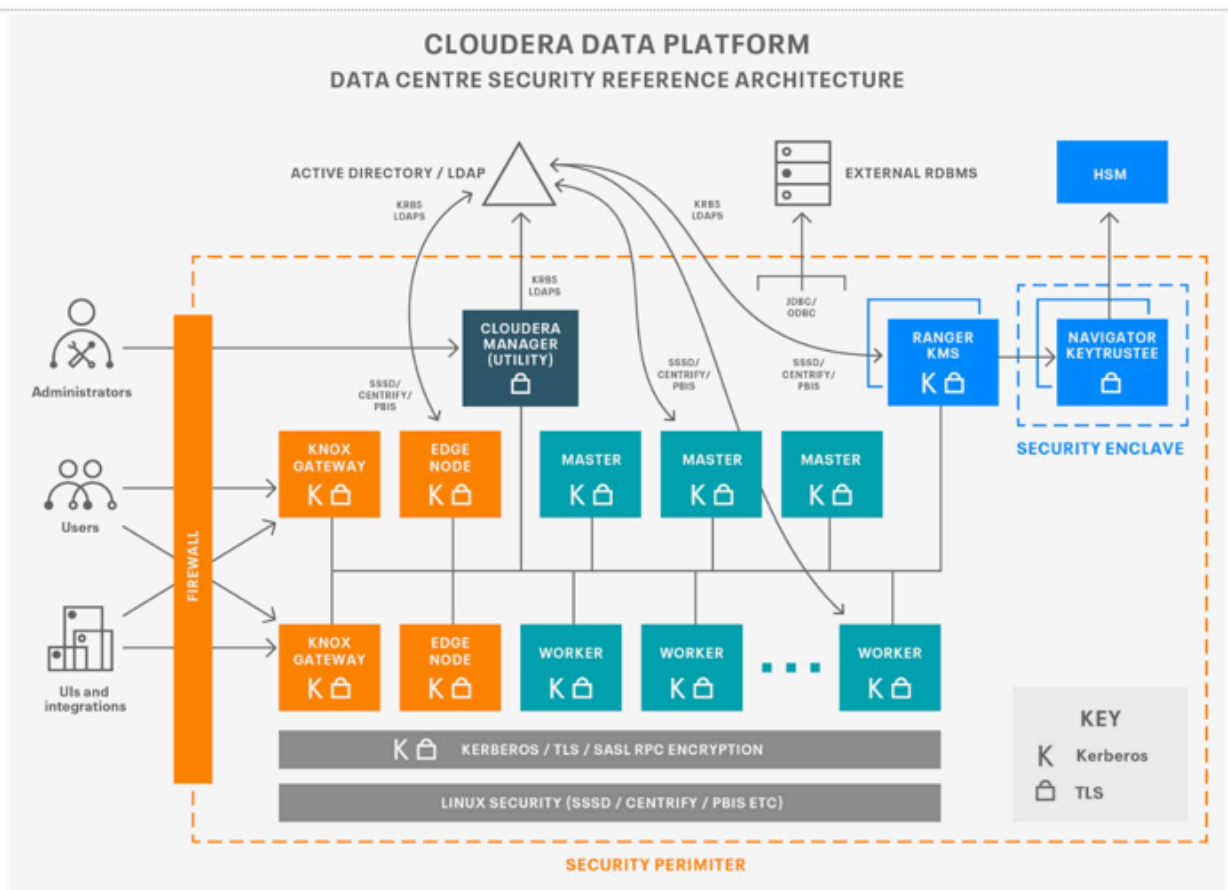 CLOUDERA DATA PLATFORM
DATA CENTRE SECURITY REFERENCE ARCHITECTURE
ACTIVE DIRECTORY / LDAP
EXTERNAL RDBMS
HSM
KRB5
LDAPS
KRB5
LDAPS
KRB5
LDAPS
JDBC/
ODBC
Administrators
CLOUDERA
MANAGER
(UTILITY)
RANGER
KMS
K
NAVIGATOR
KEYTRUSTEE
SSSD/
CENTRIFY/
PBIS
SSSD/
CENTRIFY/
PBIS
SSSD/
CENTRIFY/
PBIS
SECURITY ENCLAVE
Users
FIREWALL
KNOX
GATEWAY
K
EDGE
NODE
K
MASTER
K
MASTER
K
MASTER
K
UIs and
integrations
KNOX
GATEWAY
K
EDGE
NODE
K
WORKER
K
WORKER
K
WORKER
K
K KERBEROS / TLS / SASL RPC ENCRYPTION
LINUX SECURITY (SSSD / CENTRIFY / PBIS ETC)
KEY
K Kerberos
TLS
SECURITY PERIMITER